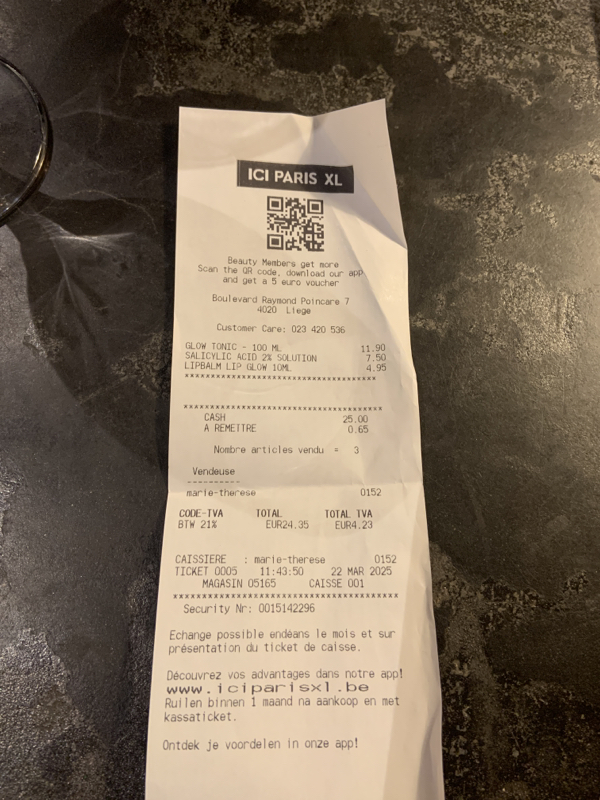 ICI PARIS XL
Beauty Members get more
Scan the QR code, download our app
and get a 5 euro voucher
Boulevard Raymond Poincare 7
4020 Liege
Customer Care: 023 420 536
GLOW TONIC - 100 ML 11.90
SALICYLIC ACID 2% SOLUTION 7.50
LIPBALM LIP GLOW 10ML 4.95
****************************************
****************************************
CASH 25.00
A REMETTRE 0.65
Nombre articles vendu = 3
Vendeuse
----------
marie-therese 0152
CODE-TVA TOTAL TOTAL TVA
BTW 21% EUR24.35 EUR4.23
CAISSIERE : marie-therese 0152
TICKET 0005 11:43:50 22 MAR 2025
MAGASIN 05165 CAISSE 001
****************************************
Security Nr: 0015142296
Echange possible endéans le mois et sur
présentation du ticket de caisse.
Découvrez vos advantages dans notre app!
www.iciparisxl.be
Ruilen binnen 1 maand na aankoop en met
kassaticket.
Ontdek je voordelen in onze app!